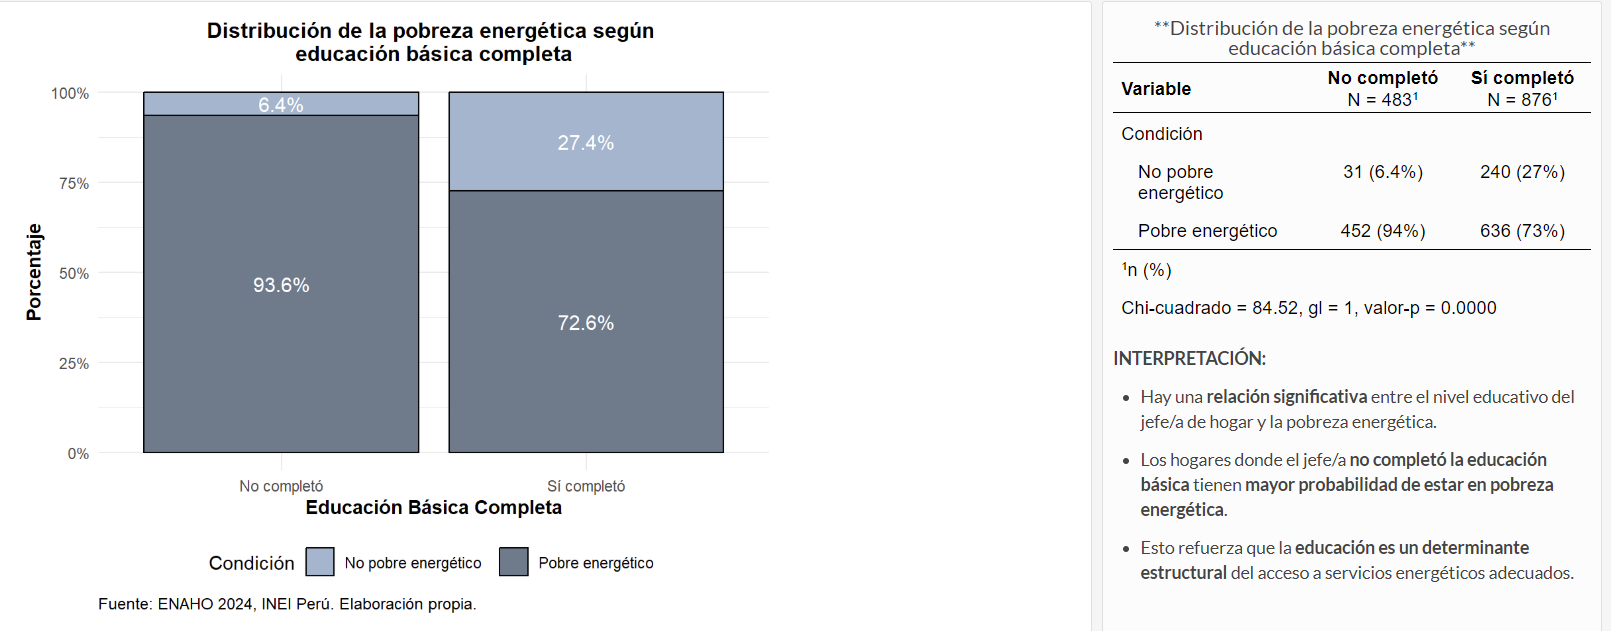 Distribución de la pobreza energética según
educación básica completa
100%
75%
50%
25%
0%
Porcentaje
6.4%
93.6%
27.4%
72.6%
No completó
Sí completó
Educación Básica Completa
Condición
No pobre energético
Pobre energético
Fuente: ENAHO 2024, INEI Perú. Elaboración propia.
**Distribución de la pobreza energética según
educación básica completa**
Variable No completó N = 483¹ Sí completó N = 876¹
Condición
No pobre energético 31 (6.4%) 240 (27%)
Pobre energético 452 (94%) 636 (73%)
¹n (%)
Chi-cuadrado = 84.52, gl = 1, valor-p = 0.0000
INTERPRETACIÓN:
• Hay una relación significativa entre el nivel educativo del
jefe/a de hogar y la pobreza energética.
• Los hogares donde el jefe/a no completó la educación
básica tienen mayor probabilidad de estar en pobreza
energética.
• Esto refuerza que la educación es un determinante
estructural del acceso a servicios energéticos adecuados.